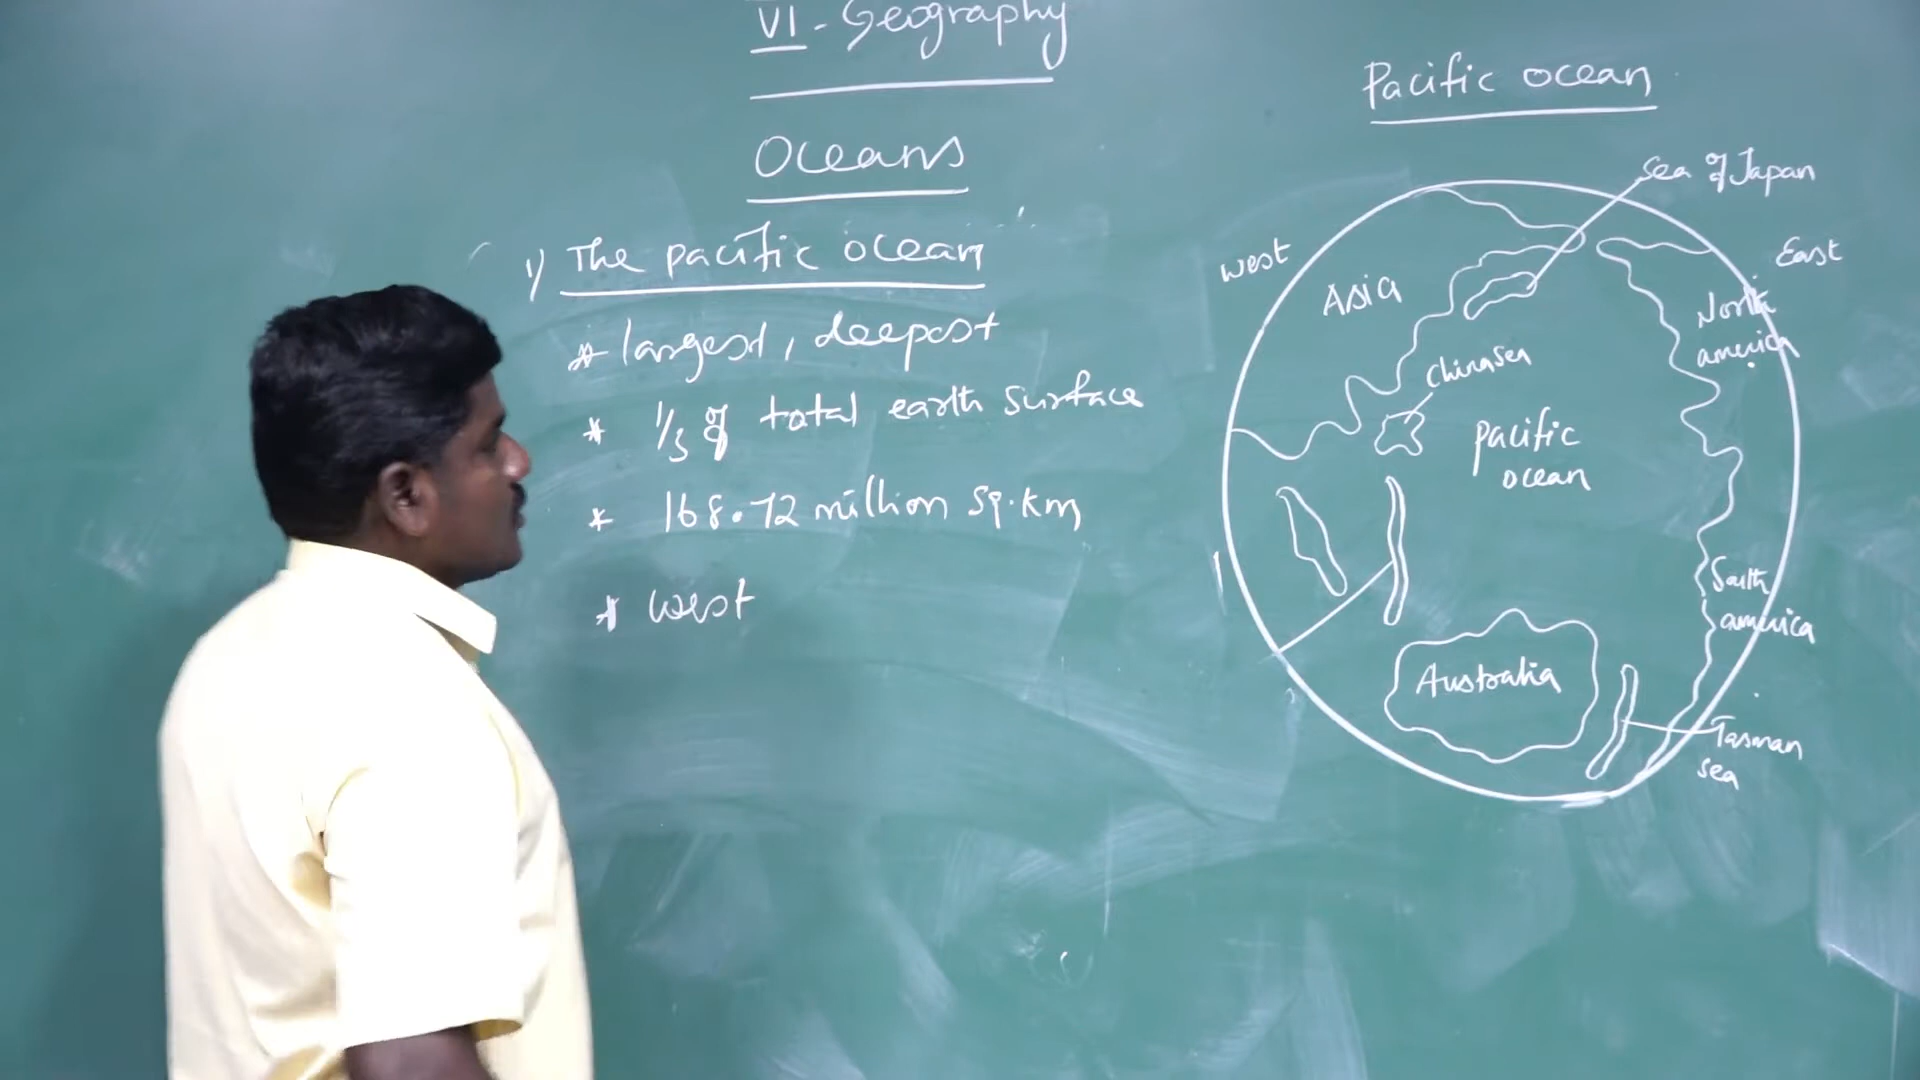 VI - Geography
Oceans
1) The pacific ocean
* largest, deepest
* 1/3 of total earth surface
* 168.72 million Sq.km
* west
Pacific ocean
Sea of Japan
West
East
Asia
North
america
China Sea
pacific
ocean
South
america
Australia
Tasman
sea